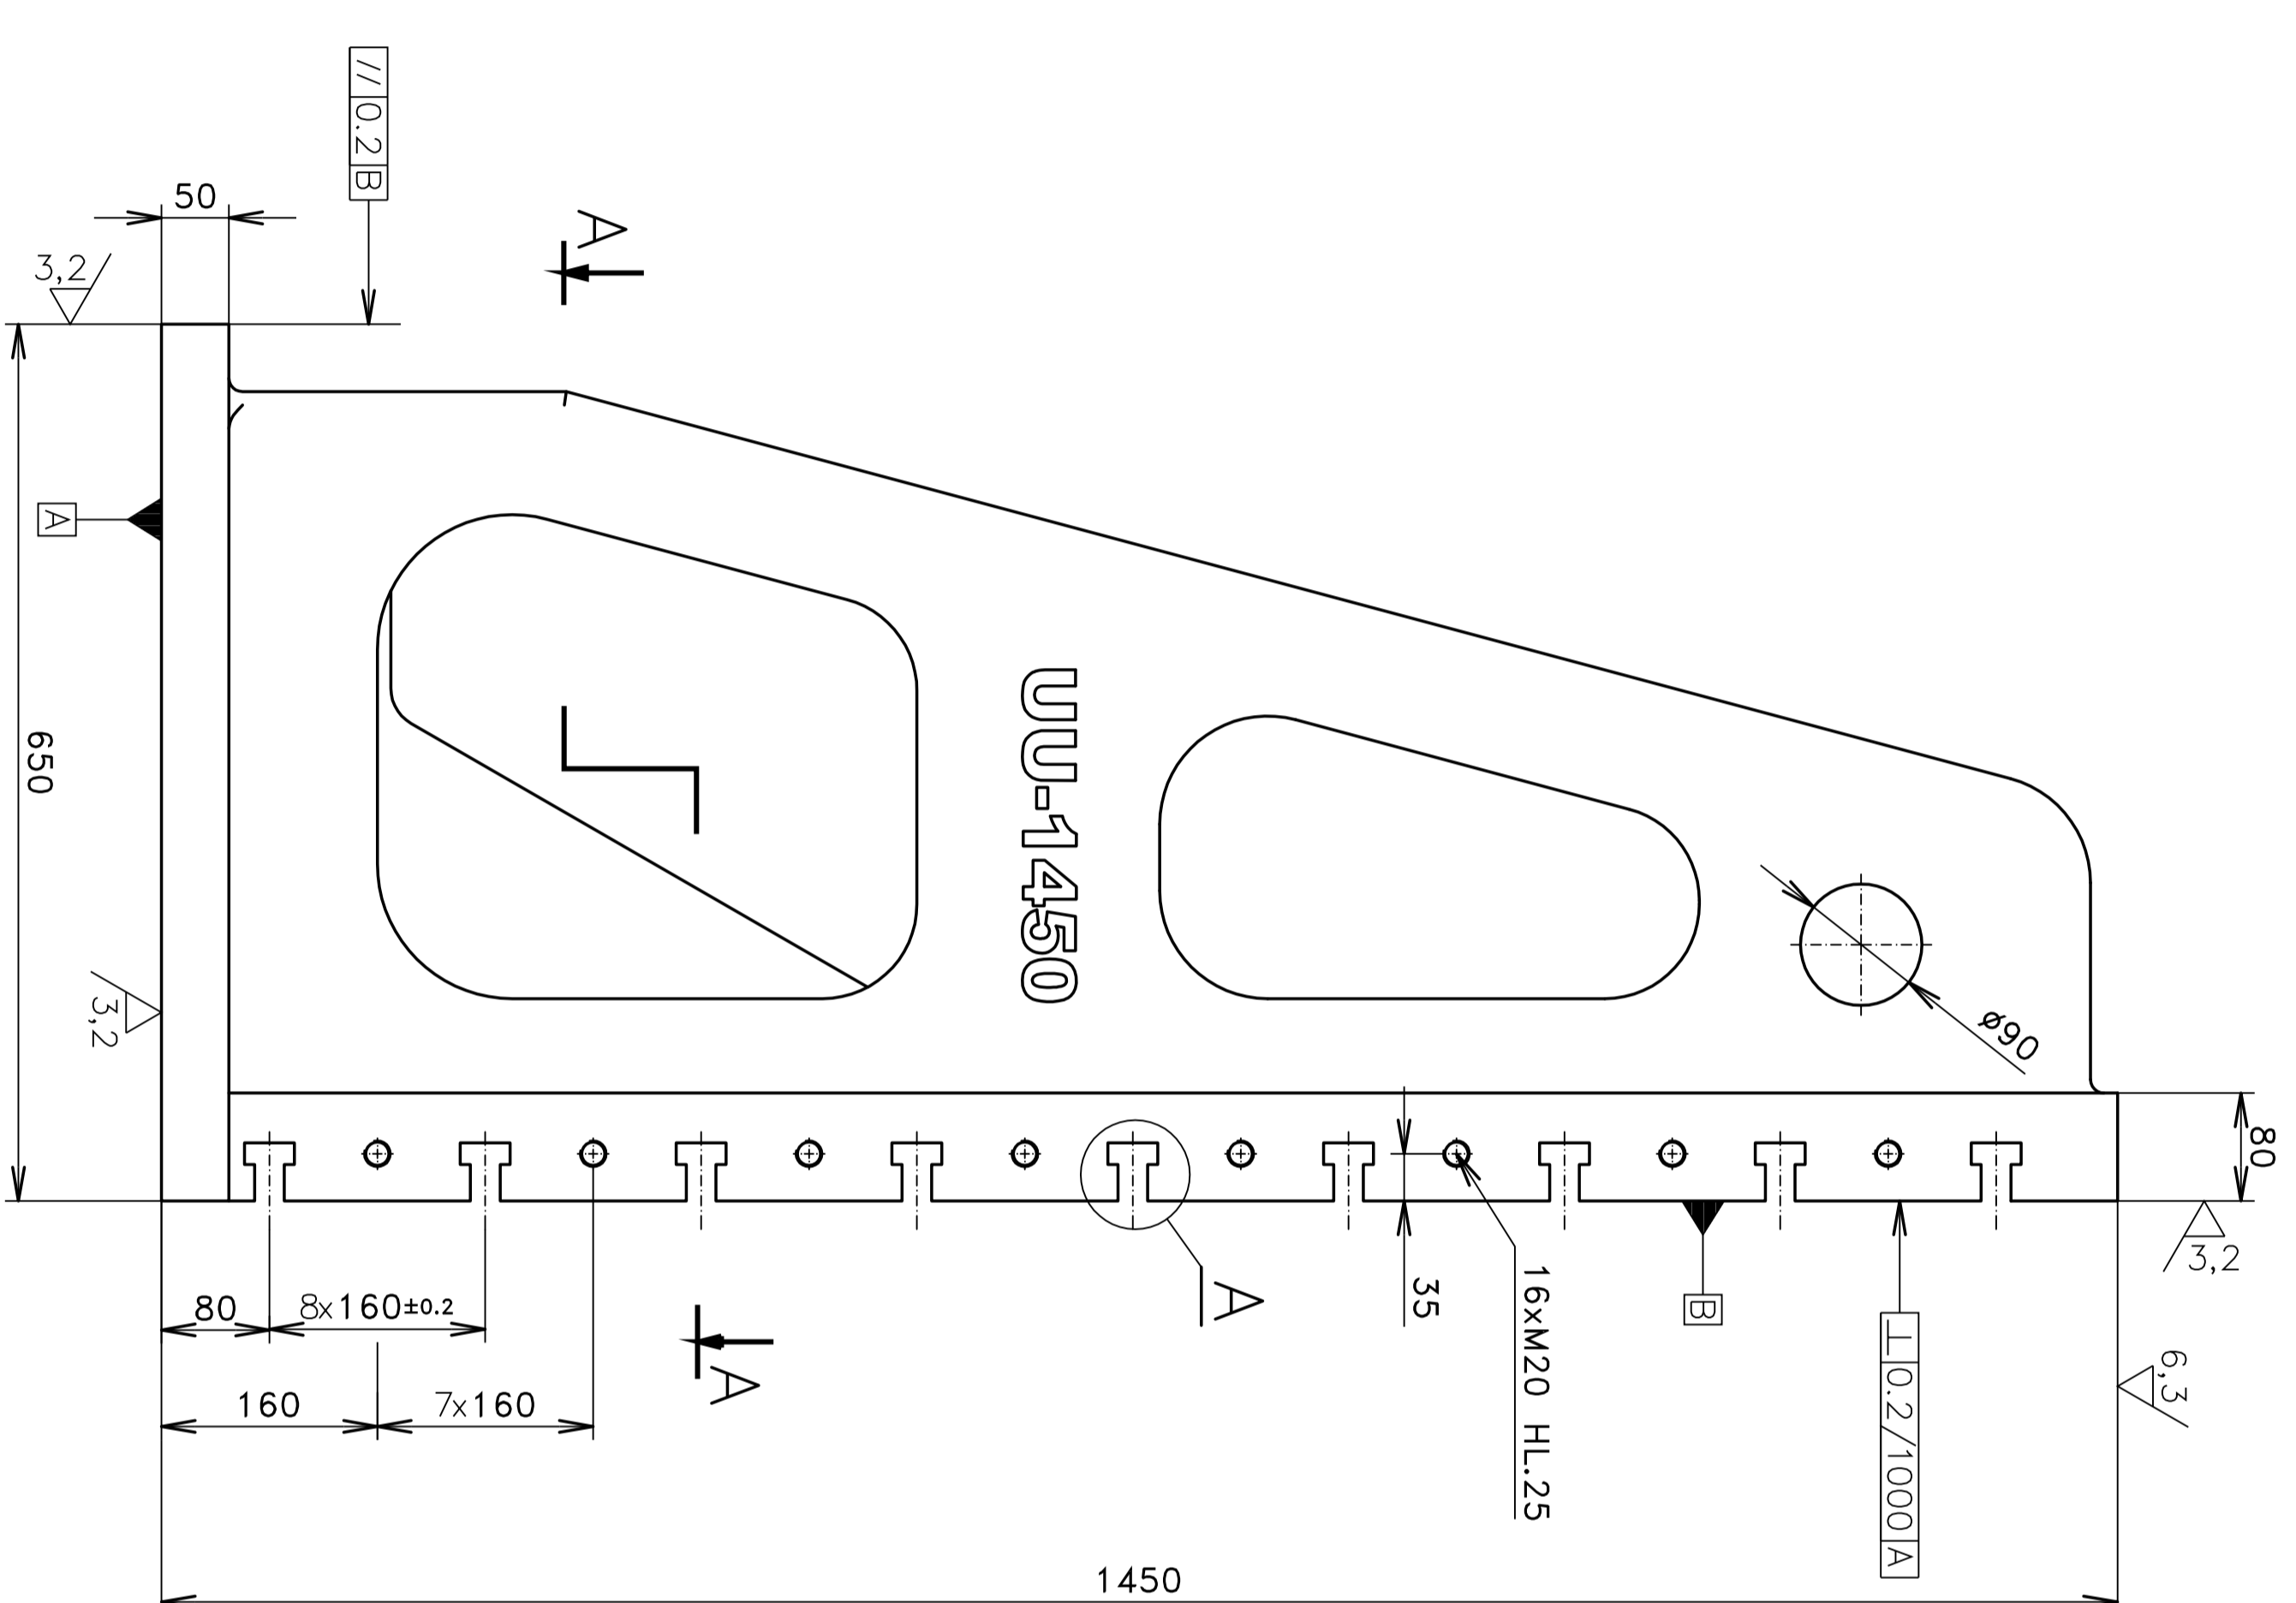 // 0.2 B
50
A
3,2
A
650
3,2
UU-1450
ø90
80
3,2
6,3
35
16xM20 HL.25
A
B
⊥ 0.2/1000 A
80
8x160±0.2
A
160
7x160
1450